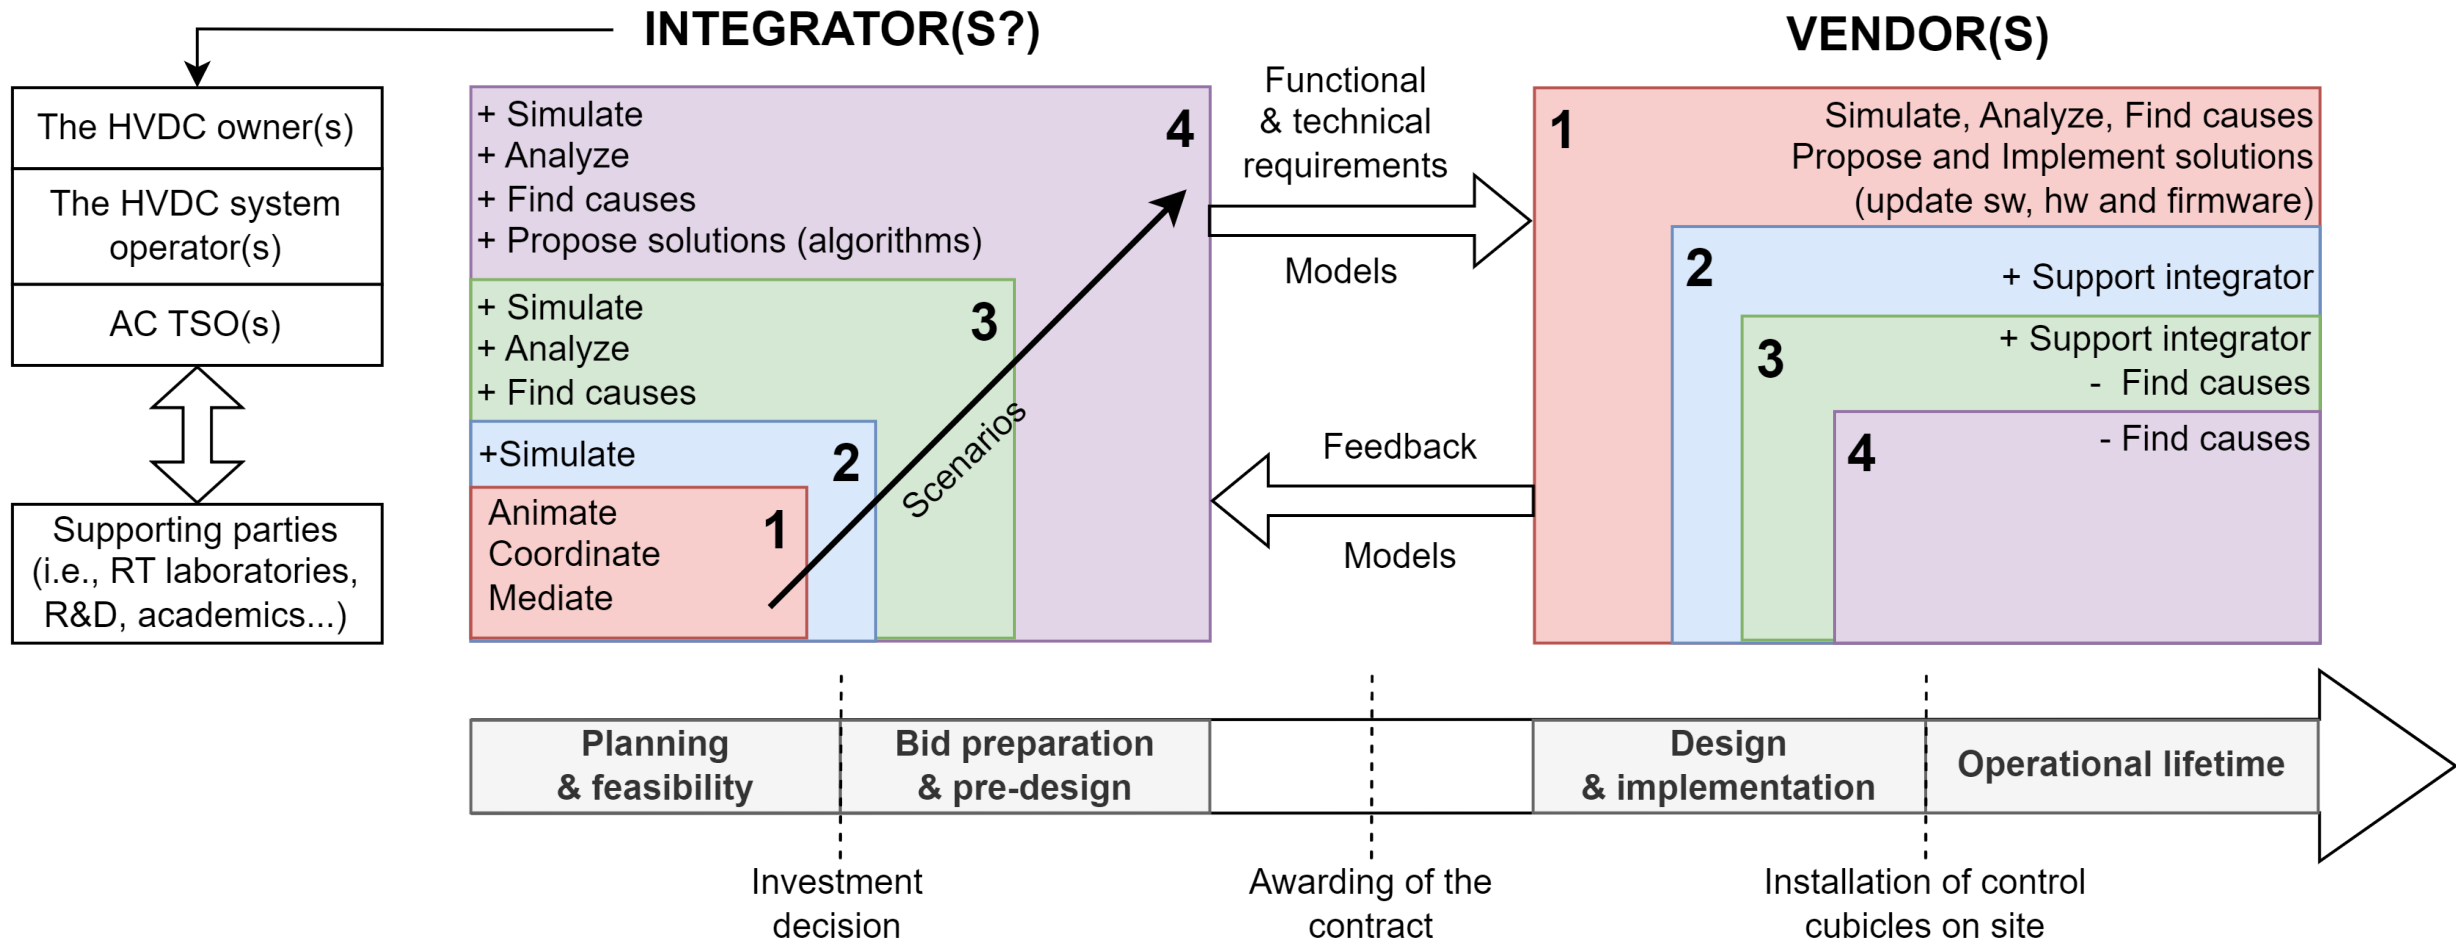 INTEGRATOR(S?)
VENDOR(S)
The HVDC owner(s)
The HVDC system
operator(s)
AC TSO(s)
Supporting parties
(i.e., RT laboratories,
R&D, academics...)
+ Simulate
+ Analyze
+ Find causes
+ Propose solutions (algorithms)
4
+ Simulate
+ Analyze
+ Find causes
3
+Simulate
2
Animate
Coordinate
Mediate
1
Scenarios
Functional
& technical
requirements
Models
Feedback
Models
1
Simulate, Analyze, Find causes
Propose and Implement solutions
(update sw, hw and firmware)
2
+ Support integrator
3
+ Support integrator
- Find causes
4
- Find causes
Planning
& feasibility
Bid preparation
& pre-design
Design
& implementation
Operational lifetime
Investment
decision
Awarding of the
contract
Installation of control
cubicles on site